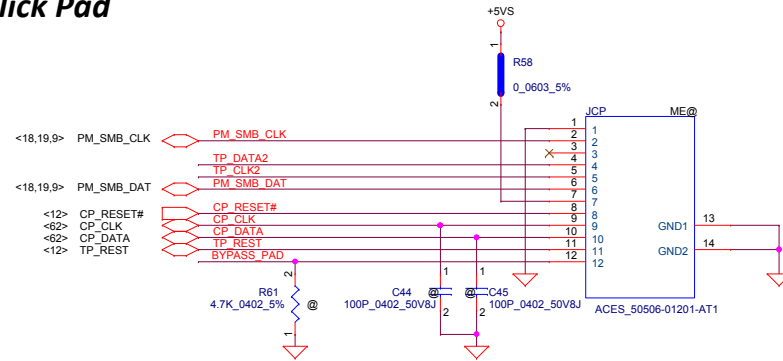 lick Pad
+5VS
1
R58
0_0603_5%
2
JCP
ME@
<18,19,9> PM_SMB_CLK
PM_SMB_CLK
TP_DATA2
TP_CLK2
<18,19,9> PM_SMB_DAT
PM_SMB_DAT
<12> CP_RESET#
CP_RESET#
<62> CP_CLK
CP_CLK
<62> CP_DATA
CP_DATA
<12> TP_REST
TP_REST
BYPASS_PAD
1 1
2 2
3 3
4 4
5 5
6 6
7 7
8 8
9 9
10 10
11 11
12 12
GND1 13
GND2 14
2
R61
4.7K_0402_5%
@
1
1
C44
@
100P_0402_50V8J
2
1
@
C45
100P_0402_50V8J
2
ACES_50506-01201-AT1